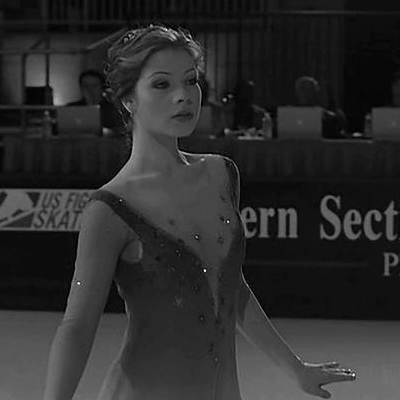 US FIG
SKAT
ern Sect
P